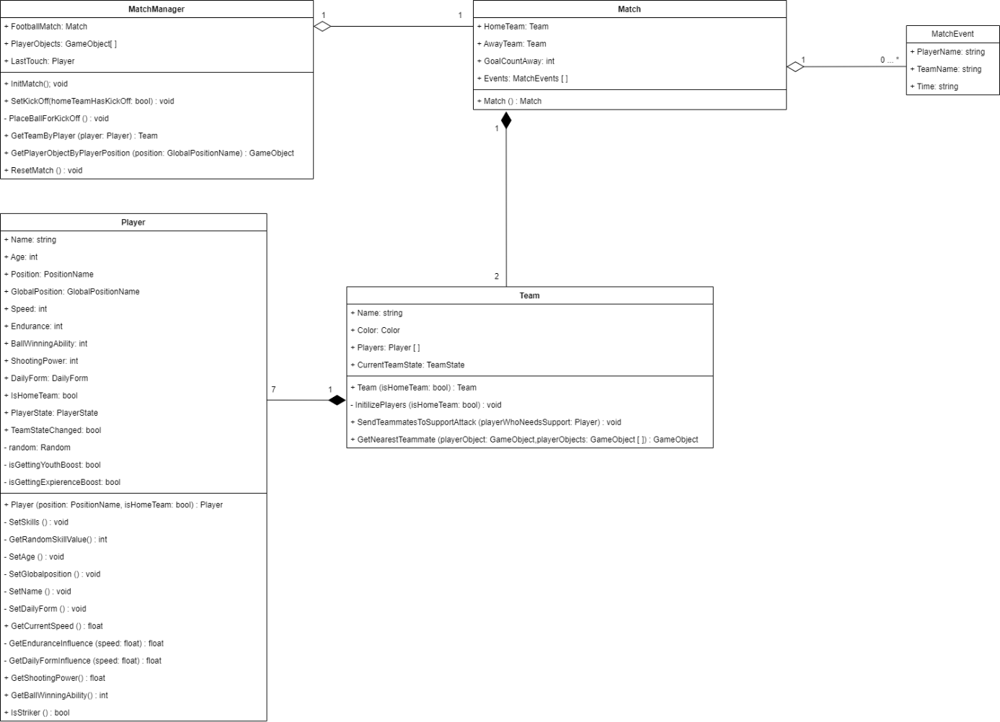 MatchManager
+ FootballMatch: Match
+ PlayerObjects: GameObject[ ]
+ LastTouch: Player
+ InitMatch(); void
+ SetKickOff(homeTeamHasKickOff: bool) : void
- PlaceBallForKickOff () : void
+ GetTeamByPlayer (player: Player) : Team
+ GetPlayerObjectByPlayerPosition (position: GlobalPositionName) : GameObject
+ ResetMatch () : void
1
1
Match
+ HomeTeam: Team
+ AwayTeam: Team
+ GoalCountAway: int
+ Events: MatchEvents [ ]
+ Match () : Match
1
0 ... *
MatchEvent
+ PlayerName: string
+ TeamName: string
+ Time: string
1
2
Player
+ Name: string
+ Age: int
+ Position: PositionName
+ GlobalPosition: GlobalPositionName
+ Speed: int
+ Endurance: int
+ BallWinningAbility: int
+ ShootingPower: int
+ DailyForm: DailyForm
+ IsHomeTeam: bool
+ PlayerState: PlayerState
+ TeamStateChanged: bool
- random: Random
- isGettingYouthBoost: bool
- isGettingExpierenceBoost: bool
+ Player (position: PositionName, isHomeTeam: bool) : Player
- SetSkills () : void
- GetRandomSkillValue() : int
- SetAge () : void
- SetGlobalposition () : void
- SetName () : void
- SetDailyForm () : void
+ GetCurrentSpeed () : float
- GetEnduranceInfluence (speed: float) : float
- GetDailyFormInfluence (speed: float) : float
+ GetShootingPower() : float
+ GetBallWinningAbility() : int
+ IsStriker () : bool
7
1
Team
+ Name: string
+ Color: Color
+ Players: Player [ ]
+ CurrentTeamState: TeamState
+ Team (isHomeTeam: bool) : Team
- InitilizePlayers (isHomeTeam: bool) : void
+ SendTeammatesToSupportAttack (playerWhoNeedsSupport: Player) : void
+ GetNearestTeammate (playerObject: GameObject,playerObjects: GameObject [ ]) : GameObject